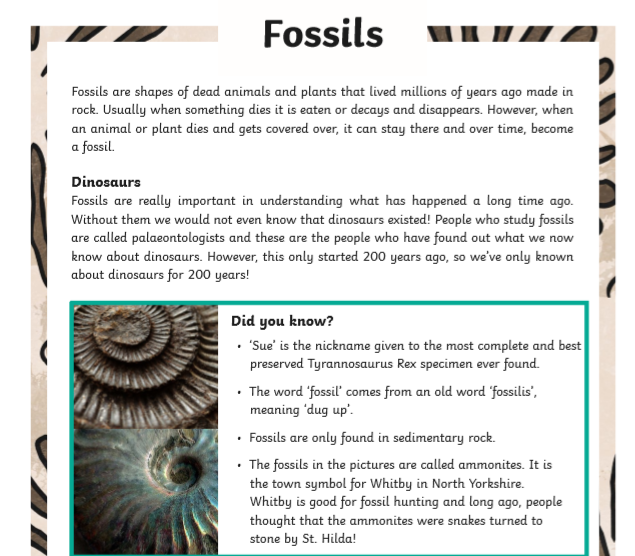 Fossils
Fossils are shapes of dead animals and plants that lived millions of years ago made in
rock. Usually when something dies it is eaten or decays and disappears. However, when
an animal or plant dies and gets covered over, it can stay there and over time, become
a fossil.
Dinosaurs
Fossils are really important in understanding what has happened a long time ago.
Without them we would not even know that dinosaurs existed! People who study fossils
are called palaeontologists and these are the people who have found out what we now
know about dinosaurs. However, this only started 200 years ago, so we've only known
about dinosaurs for 200 years!
Did you know?
• 'Sue' is the nickname given to the most complete and best
preserved Tyrannosaurus Rex specimen ever found.
• The word 'fossil' comes from an old word 'fossilis',
meaning 'dug up'.
• Fossils are only found in sedimentary rock.
• The fossils in the pictures are called ammonites. It is
the town symbol for Whitby in North Yorkshire.
Whitby is good for fossil hunting and long ago, people
thought that the ammonites were snakes turned to
stone by St. Hilda!